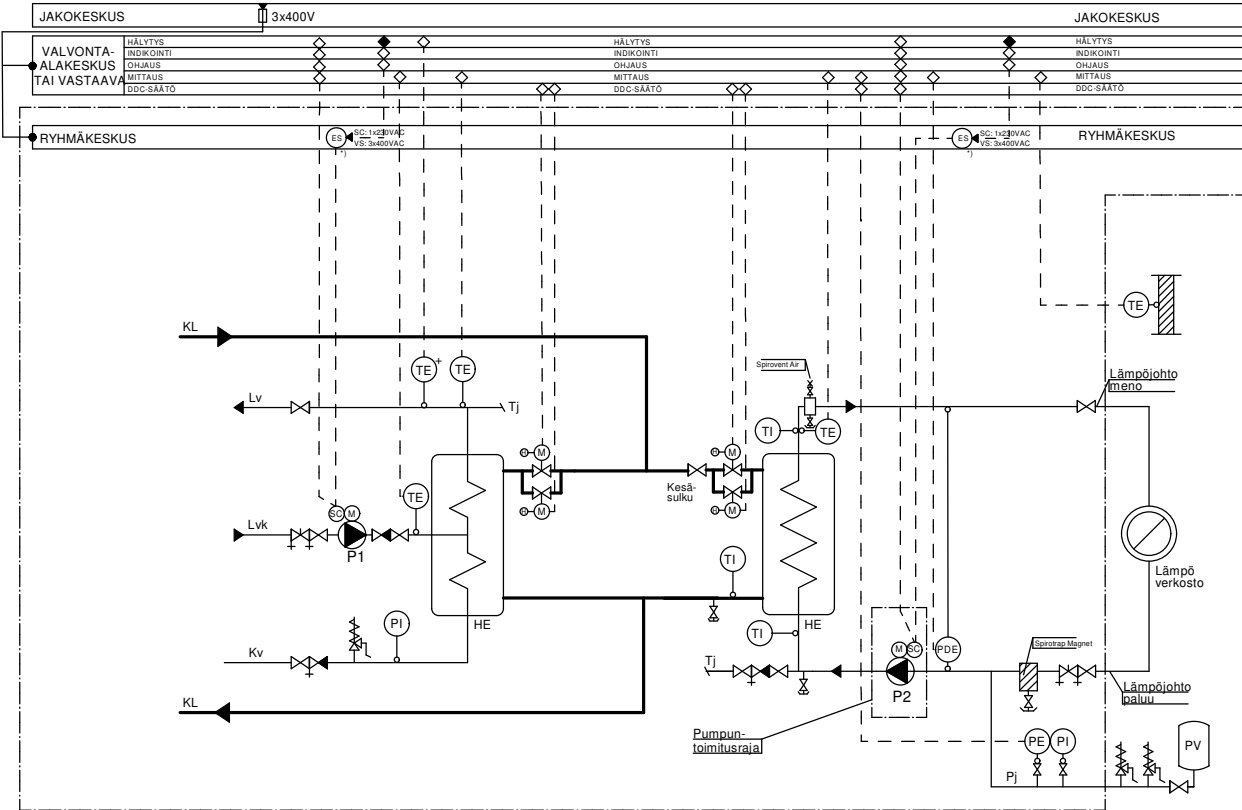 JAKOKESKUS
3x400V
JAKOKESKUS
VALVONTA-
ALAKESKUS
TAI VASTAAVA
HÄLYTYS
INDIKOINTI
OHJAUS
MITTAUS
DDC-SÄÄTÖ
HÄLYTYS
INDIKOINTI
OHJAUS
MITTAUS
DDC-SÄÄTÖ
HÄLYTYS
INDIKOINTI
OHJAUS
MITTAUS
DDC-SÄÄTÖ
RYHMÄKESKUS
ES
SC: 1x230VAC
VS: 3x400VAC
*)
ES
SC: 1x230VAC
VS: 3x400VAC
*)
RYHMÄKESKUS
TE
KL
TE
+
TE
Spirovent Air
Lämpöjohto
meno
Lv
Tj
TI
TE
H
M
H
M
Kesä-
sulku
H
M
H
M
TE
SC
M
Lvk
P1
TI
Lämpö
verkosto
PI
HE
TI
HE
Kv
M
SC
PDE
Spirotrap Magnet
Tj
P2
Lämpöjohto
paluu
KL
Pumpun-
toimitusraja
PE
PI
PV
Pj